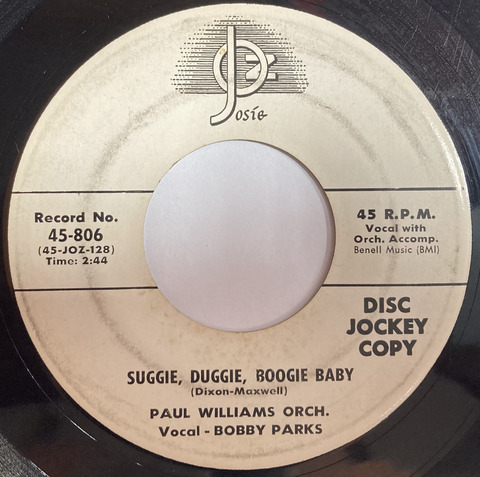 JOZ
Josie
Record No.
45-806
(45-JOZ-128)
Time: 2:44
45 R.P.M.
Vocal with
Orch. Accomp.
Benell Music (BMI)
DISC
JOCKEY
COPY
SUGGIE, DUGGIE, BOOGIE BABY
(Dixon-Maxwell)
PAUL WILLIAMS ORCH.
Vocal - BOBBY PARKS